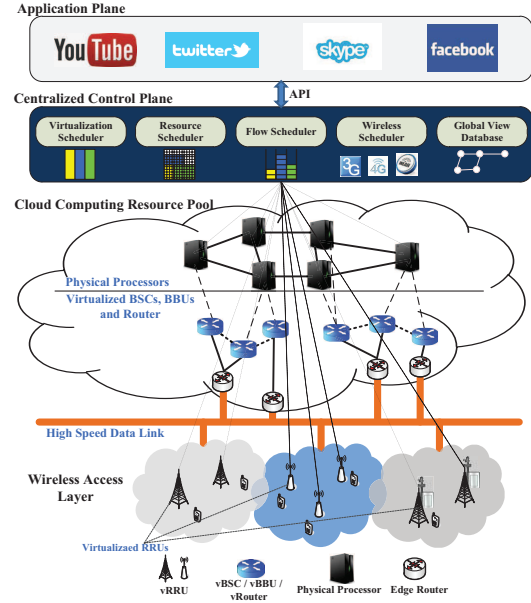 Application Plane
YouTube
twitter
skype
facebook
API
Centralized Control Plane
Virtualization Scheduler
Resource Scheduler
Flow Scheduler
Wireless Scheduler
Global View Database
3G
4G
Cloud Computing Resource Pool
Physical Processors
Virtualized BSCs, BBUs
and Router
High Speed Data Link
Wireless Access
Layer
Virtualizaed RRUs
vRRU
vBSC / vBBU /
vRouter
Physical Processor
Edge Router